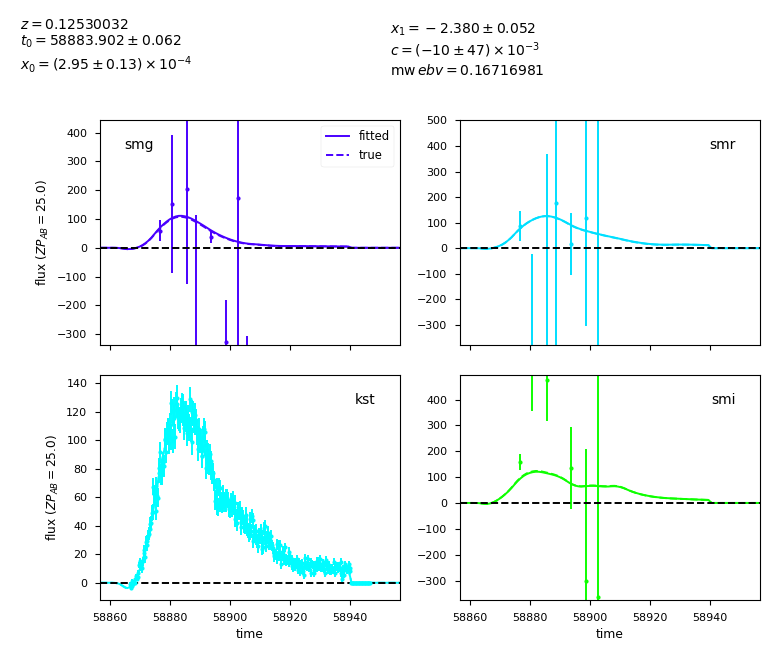 z = 0.12530032
t₀ = 58883.902 ± 0.062
x₀ = (2.95 ± 0.13) × 10⁻⁴
x₁ = −2.380 ± 0.052
c = (−10 ± 47) × 10⁻³
mw ebv = 0.16716981
smg
fitted
true
400
300
200
100
0
−100
−200
−300
flux (ZP_AB = 25.0)
smr
500
400
300
200
100
0
−100
−200
−300
kst
140
120
100
80
60
40
20
0
flux (ZP_AB = 25.0)
58860 58880 58900 58920 58940
time
smi
400
300
200
100
0
−100
−200
−300
58860 58880 58900 58920 58940
time